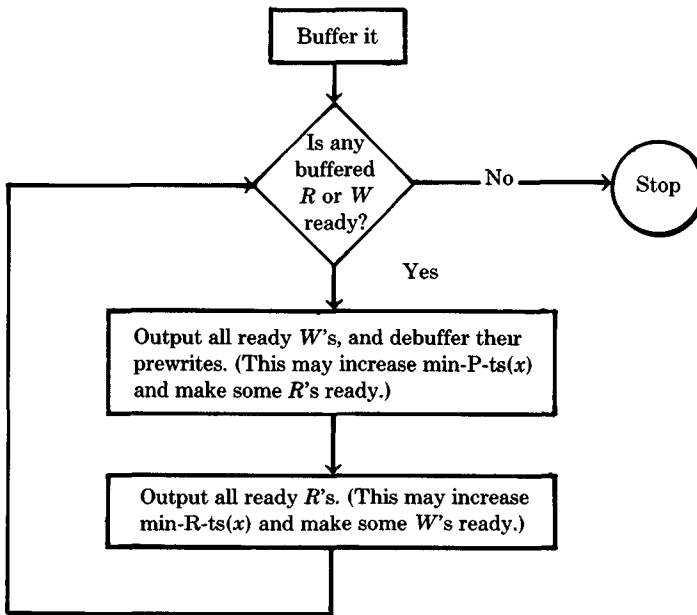 Buffer it
Is any
buffered
R or W
ready?
No
Stop
Yes
Output all ready W's, and debuffer their
prewrites. (This may increase min-P-ts(x)
and make some R's ready.)
Output all ready R's. (This may increase
min-R-ts(x) and make some W's ready.)